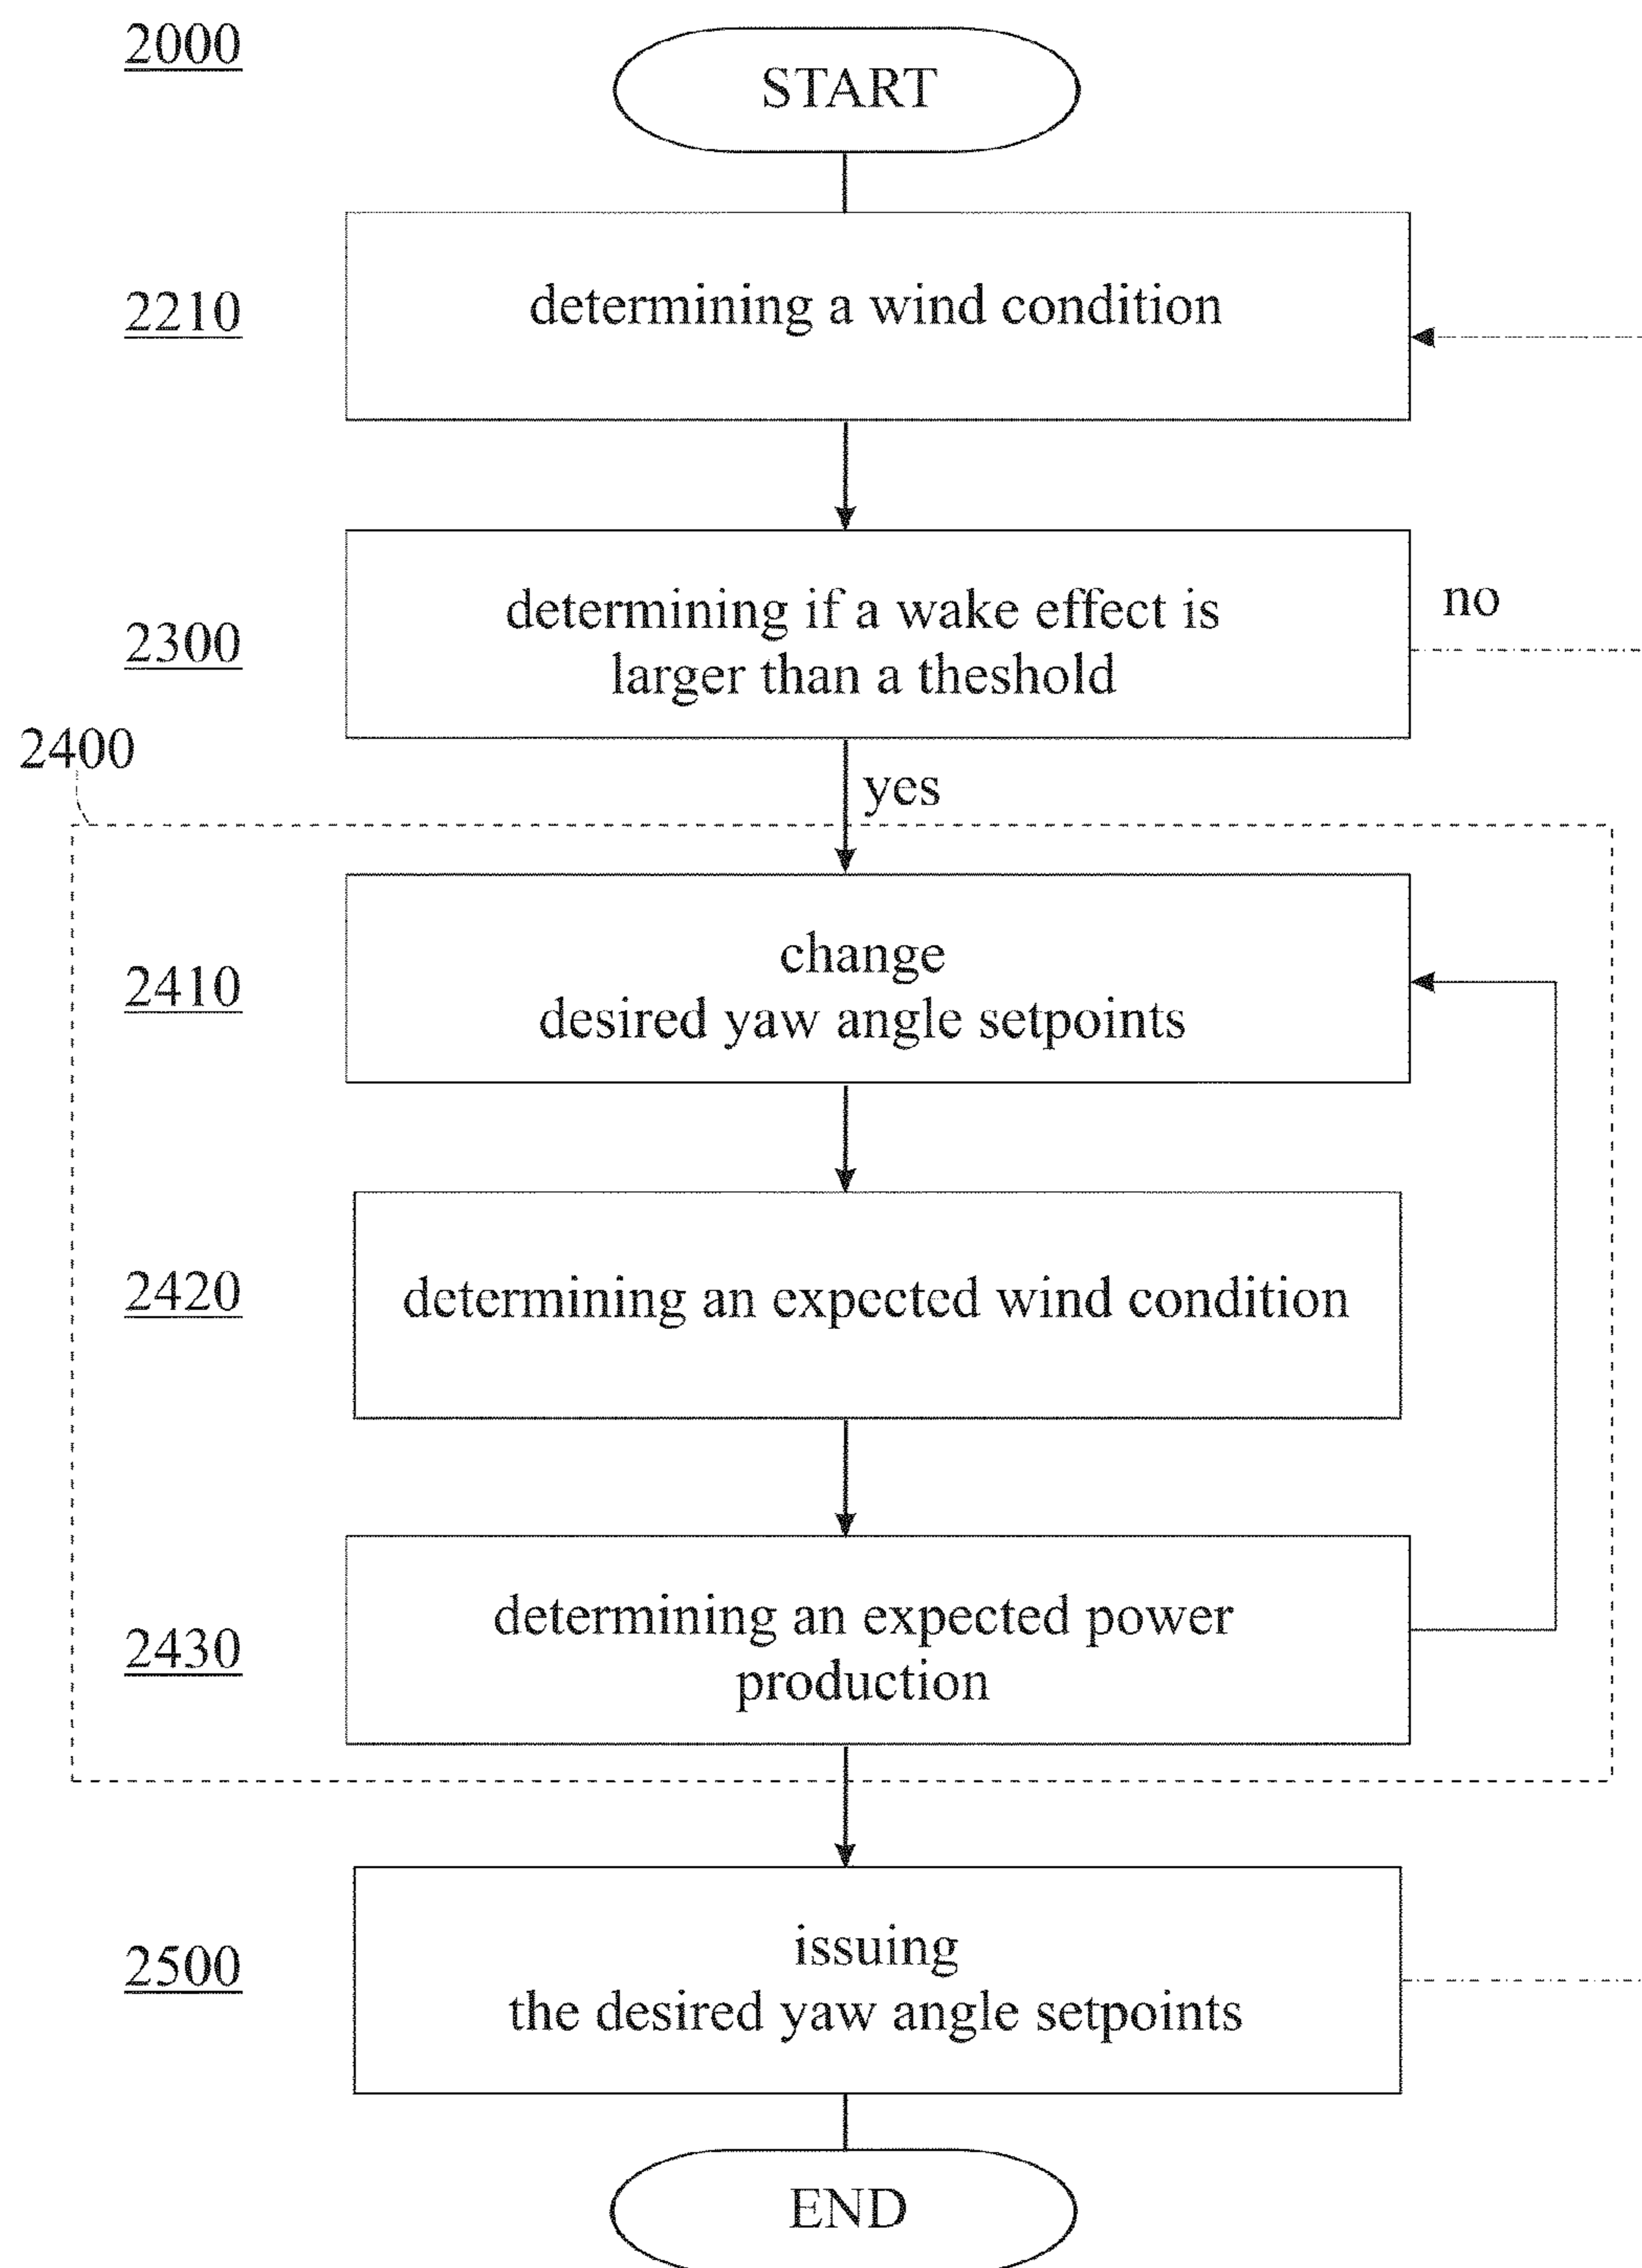 2000
START
2210
determining a wind condition
2300
determining if a wake effect is
larger than a theshold
no
2400
yes
2410
change
desired yaw angle setpoints
2420
determining an expected wind condition
2430
determining an expected power
production
2500
issuing
the desired yaw angle setpoints
END